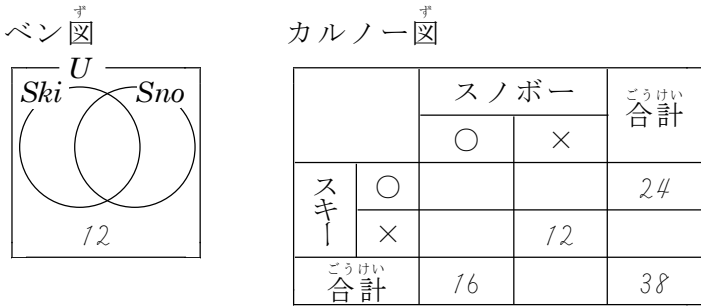 ベン図
カルノー図
U
Ski Sno
12
スノボー 合計
○ ×
スキー ○ 24
× 12
合計 16 38